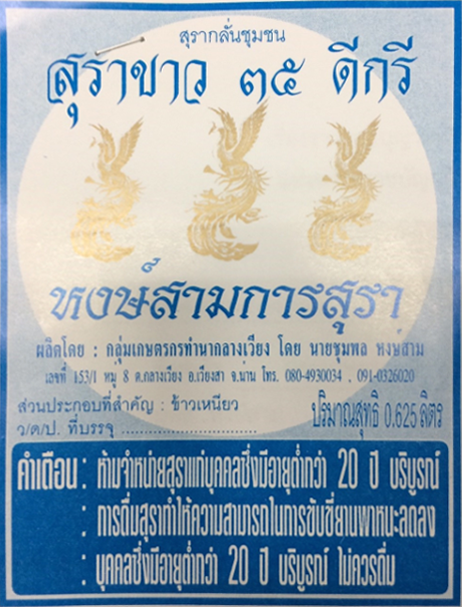 สุรากลั่นชุมชน
สุราขาว ๓๕ ดีกรี
หงษ์สามการสุรา
ผลิตโดย : กลุ่มเกษตรกรทำนากลางเวียง โดย นายชุมพล หงษ์สาม
เลขที่ 153/1 หมู่ 8 ต.กลางเวียง อ.เวียงสา จ.น่าน โทร. 080-4930034 , 091-0326020
ส่วนประกอบที่สำคัญ : ข้าวเหนียว
ปริมาณสุทธิ 0.625 ลิตร
ว/ด/ป. ที่บรรจุ ................................
คำเตือน : ห้ามจำหน่ายสุราแก่บุคคลซึ่งมีอายุต่ำกว่า 20 ปี บริบูรณ์
: การดื่มสุราทำให้ความสามารถในการขับขี่ยานพาหนะลดลง
: บุคคลซึ่งมีอายุต่ำกว่า 20 ปี บริบูรณ์ ไม่ควรดื่ม